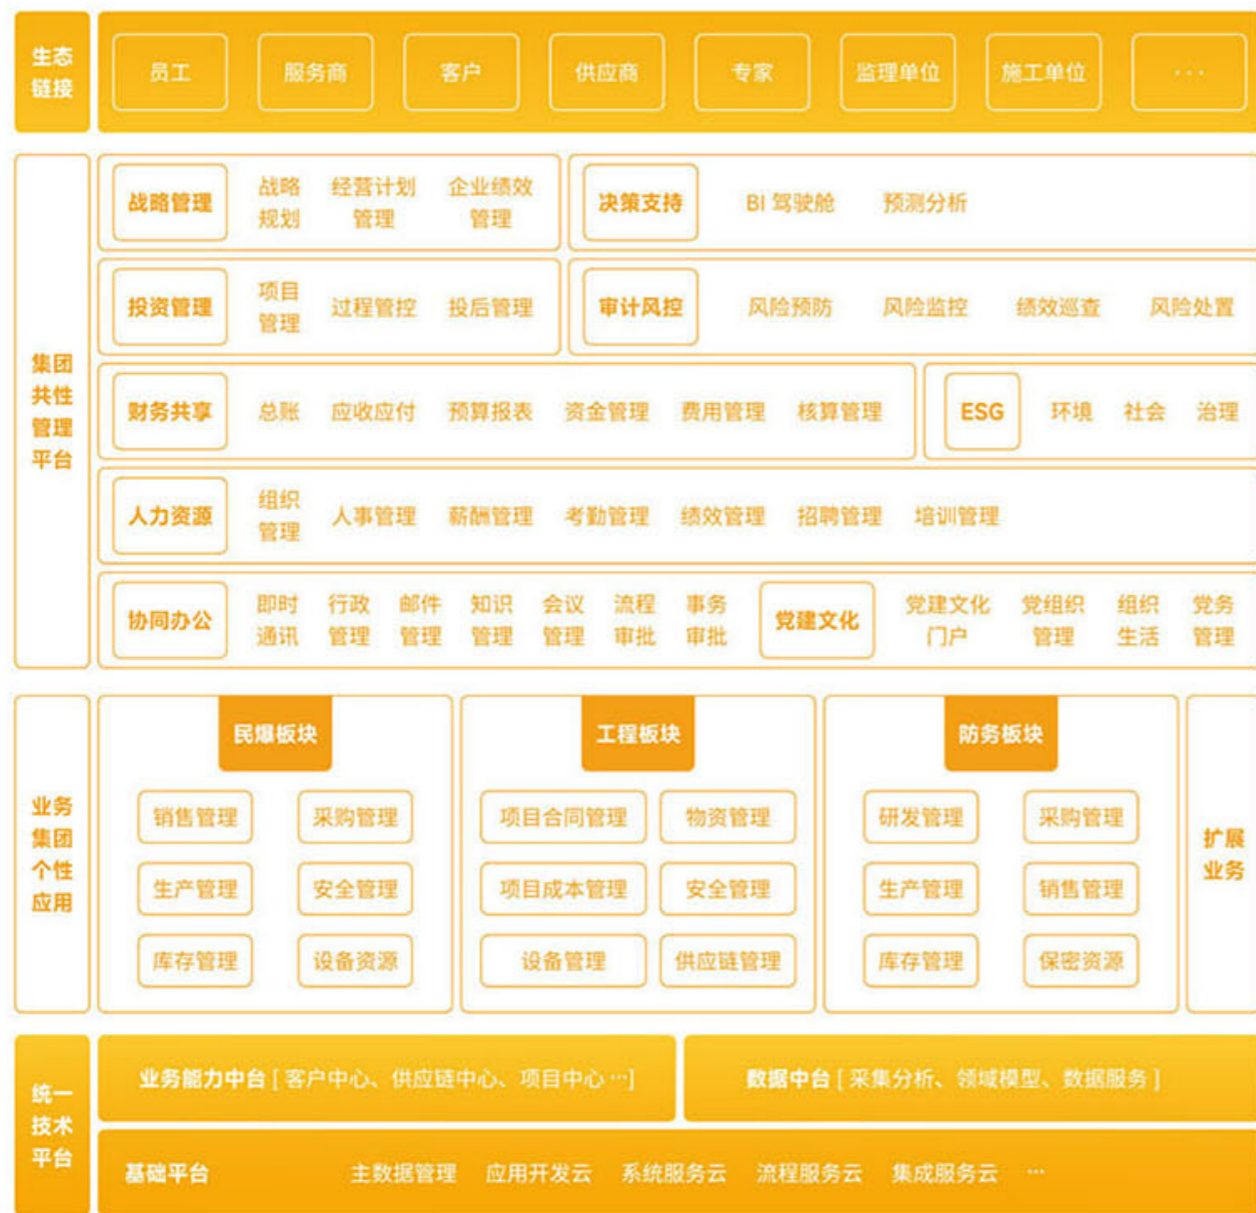 生态
链接
员工 服务商 客户 供应商 专家 监理单位 施工单位 ···
集团
共性
管理
平台
战略管理
战略
规划
经营计划
管理
企业绩效
管理
决策支持 BI 驾驶舱 预测分析
投资管理
项目
管理
过程管控 投后管理
审计风控 风险预防 风险监控 绩效巡查 风险处置
财务共享 总账 应收应付 预算报表 资金管理 费用管理 核算管理
ESG 环境 社会 治理
人力资源
组织
管理
人事管理 薪酬管理 考勤管理 绩效管理 招聘管理 培训管理
协同办公
即时
通讯
行政
管理
邮件
管理
知识
管理
会议
管理
流程
审批
事务
审批
党建文化
党建文化
门户
党组织
管理
组织
生活
党务
管理
业务
集团
个性
应用
民爆板块
销售管理 采购管理
生产管理 安全管理
库存管理 设备资源
工程板块
项目合同管理 物资管理
项目成本管理 安全管理
设备管理 供应链管理
防务板块
研发管理 采购管理
生产管理 销售管理
库存管理 保密资源
扩展
业务
统一
技术
平台
业务能力中台 [ 客户中心、供应链中心、项目中心 ···]
数据中台 [ 采集分析、领域模型、数据服务 ]
基础平台 主数据管理 应用开发云 系统服务云 流程服务云 集成服务云 ···